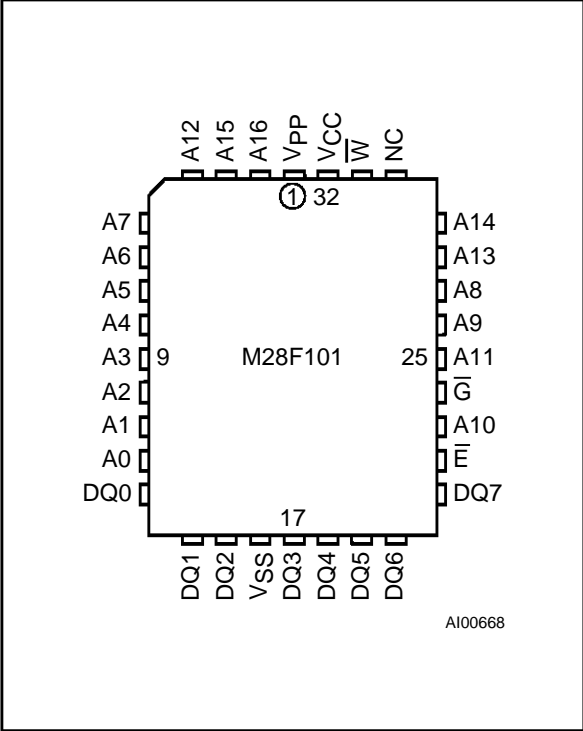 A12 A15 A16 VPP VCC W̅ NC
1 32
A7 A14
A6 A13
A5 A8
A4 A9
A3 9 M28F101 25 A11
A2 G̅
A1 A10
A0 E̅
DQ0 DQ7
17
DQ1 DQ2 VSS DQ3 DQ4 DQ5 DQ6
AI00668